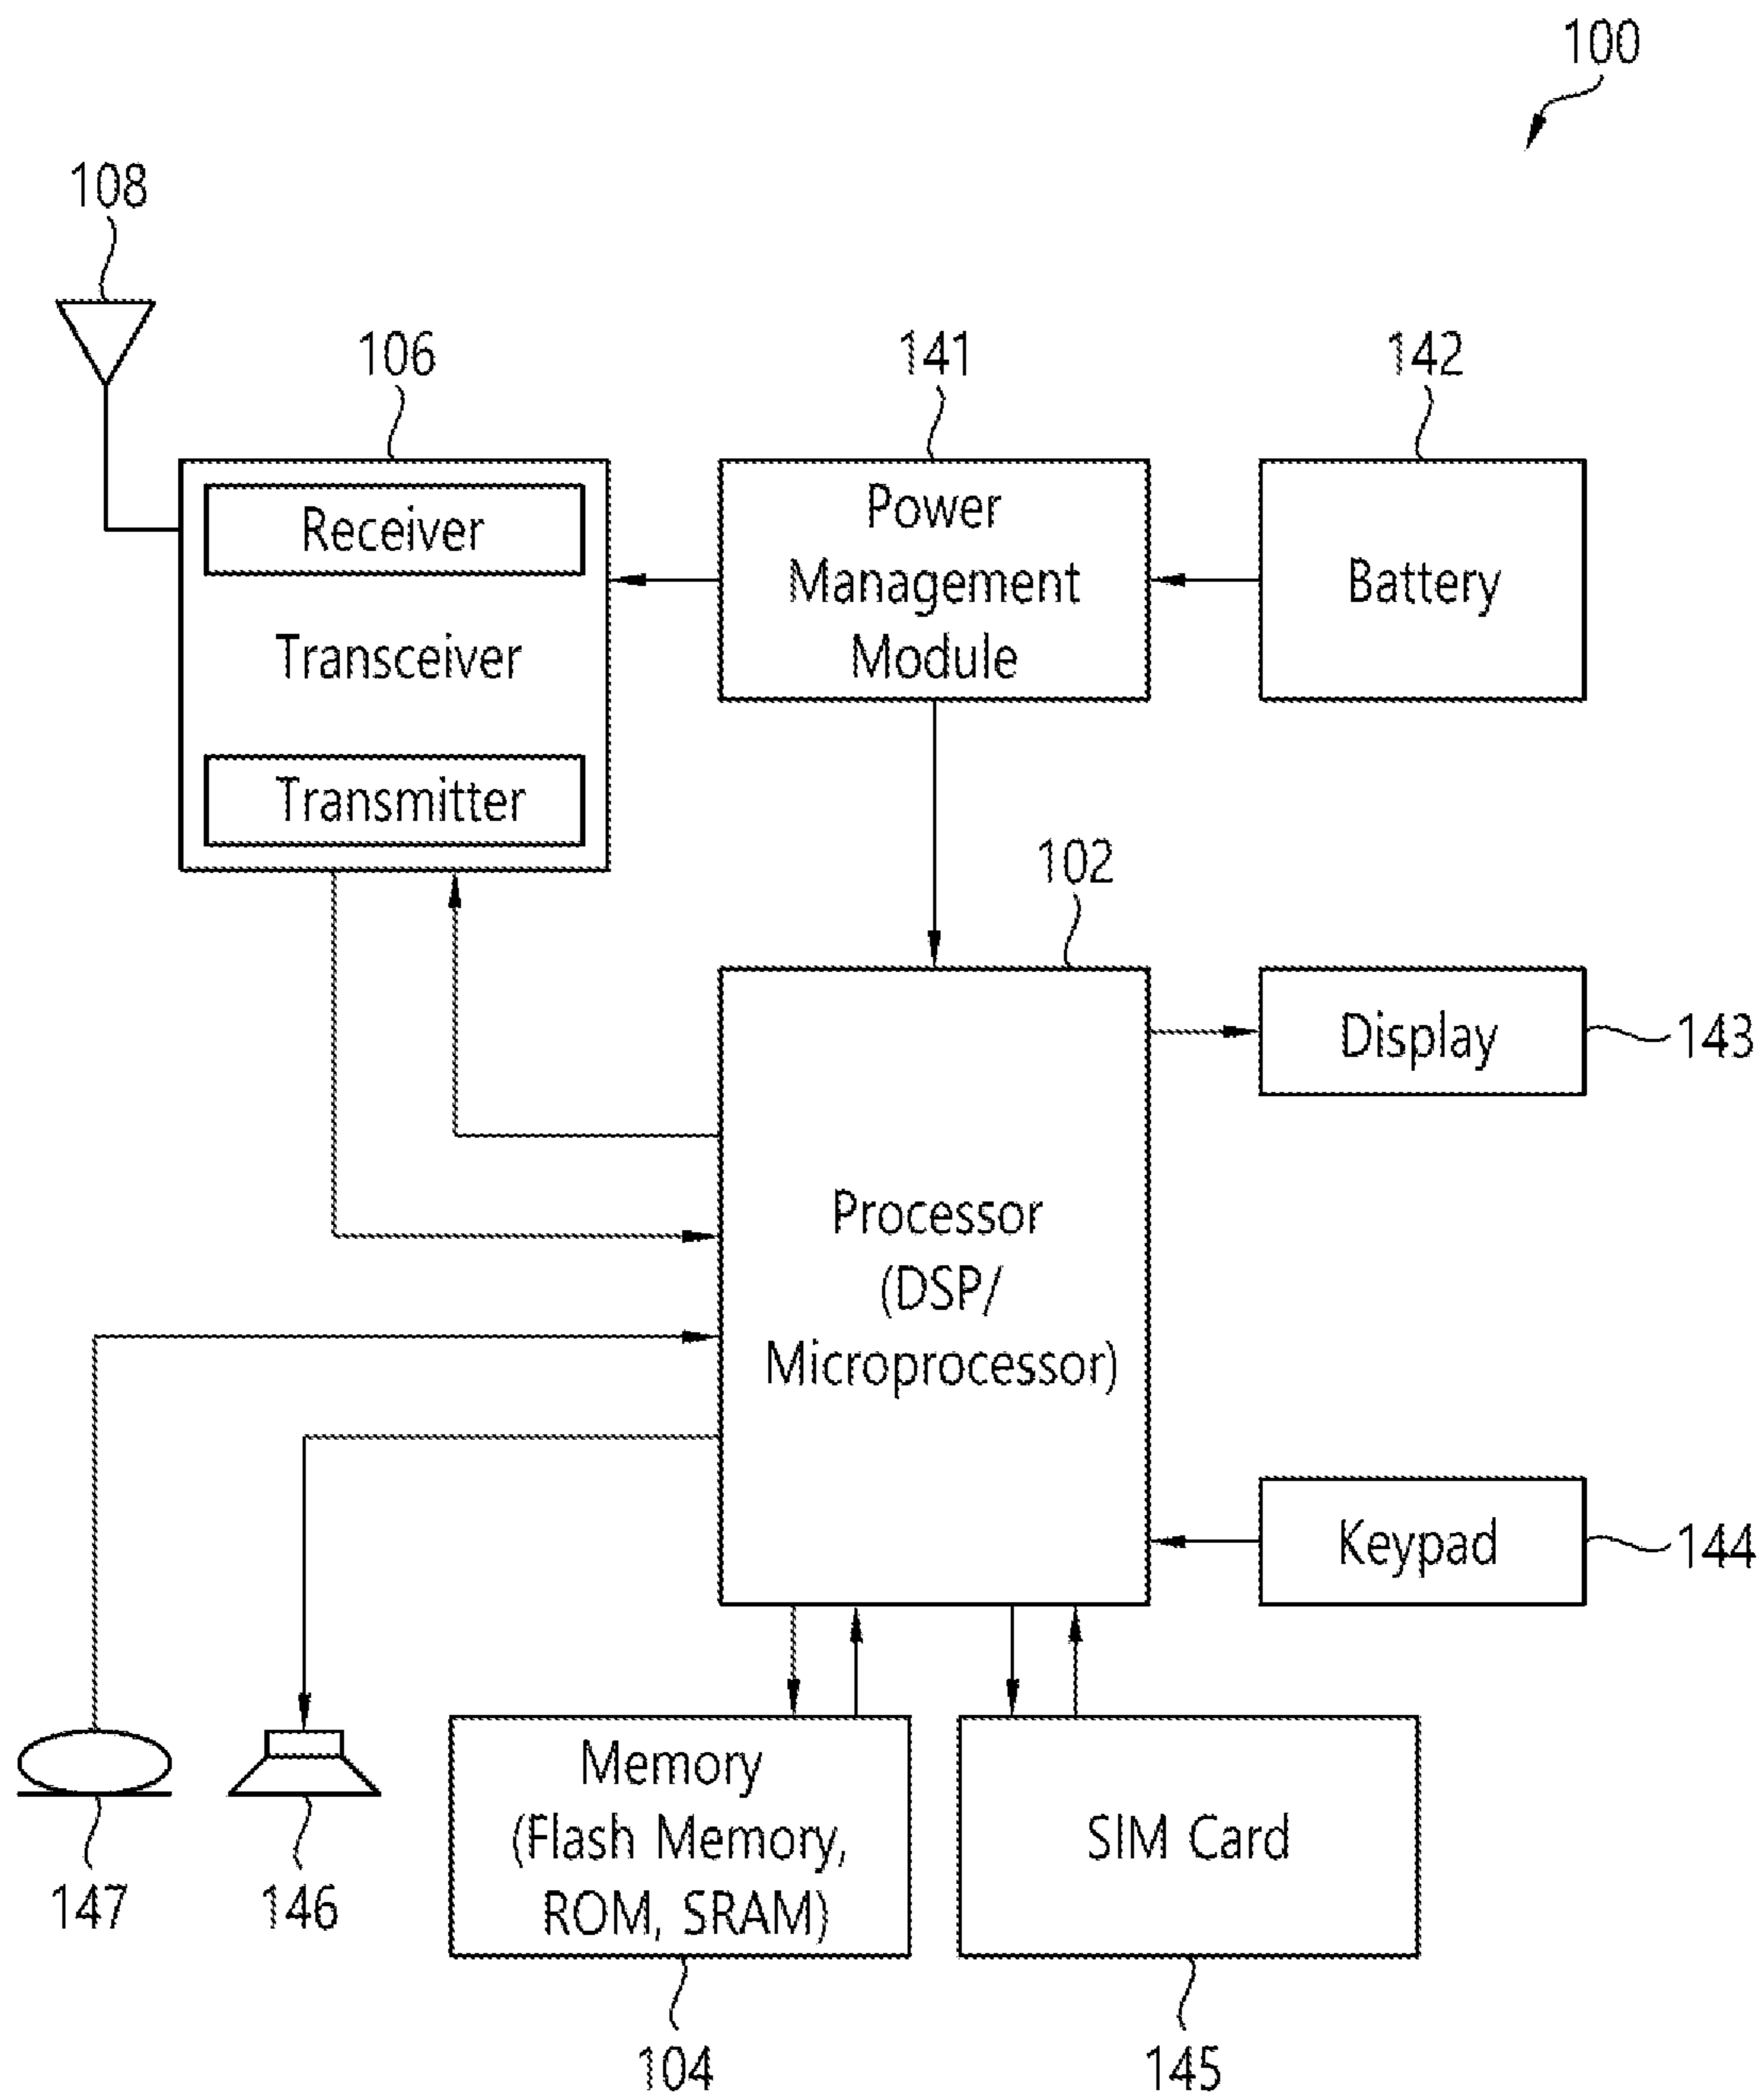 100
108
106
141
142
Receiver
Transceiver
Transmitter
Power
Management
Module
Battery
102
Display
143
Processor
(DSP/
Microprocessor)
Keypad
144
147
146
Memory
(Flash Memory,
ROM, SRAM)
SIM Card
104
145